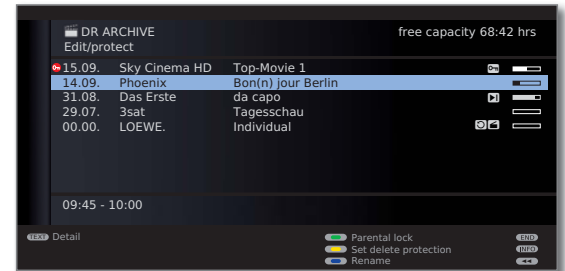 DR ARCHIVE free capacity 68:42 hrs
Edit/protect
15.09. Sky Cinema HD Top-Movie 1
14.09. Phoenix Bon(n) jour Berlin
31.08. Das Erste da capo
29.07. 3sat Tagesschau
00.00. LOEWE. Individual
09:45 - 10:00
TEXT Detail Parental lock END
Set delete protection INFO
Rename